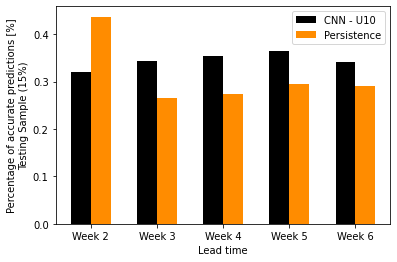 Percentage of accurate predictions [%]
Testing Sample (15%)
0.4
0.3
0.2
0.1
0.0
CNN - U10
Persistence
Week 2 Week 3 Week 4 Week 5 Week 6
Lead time